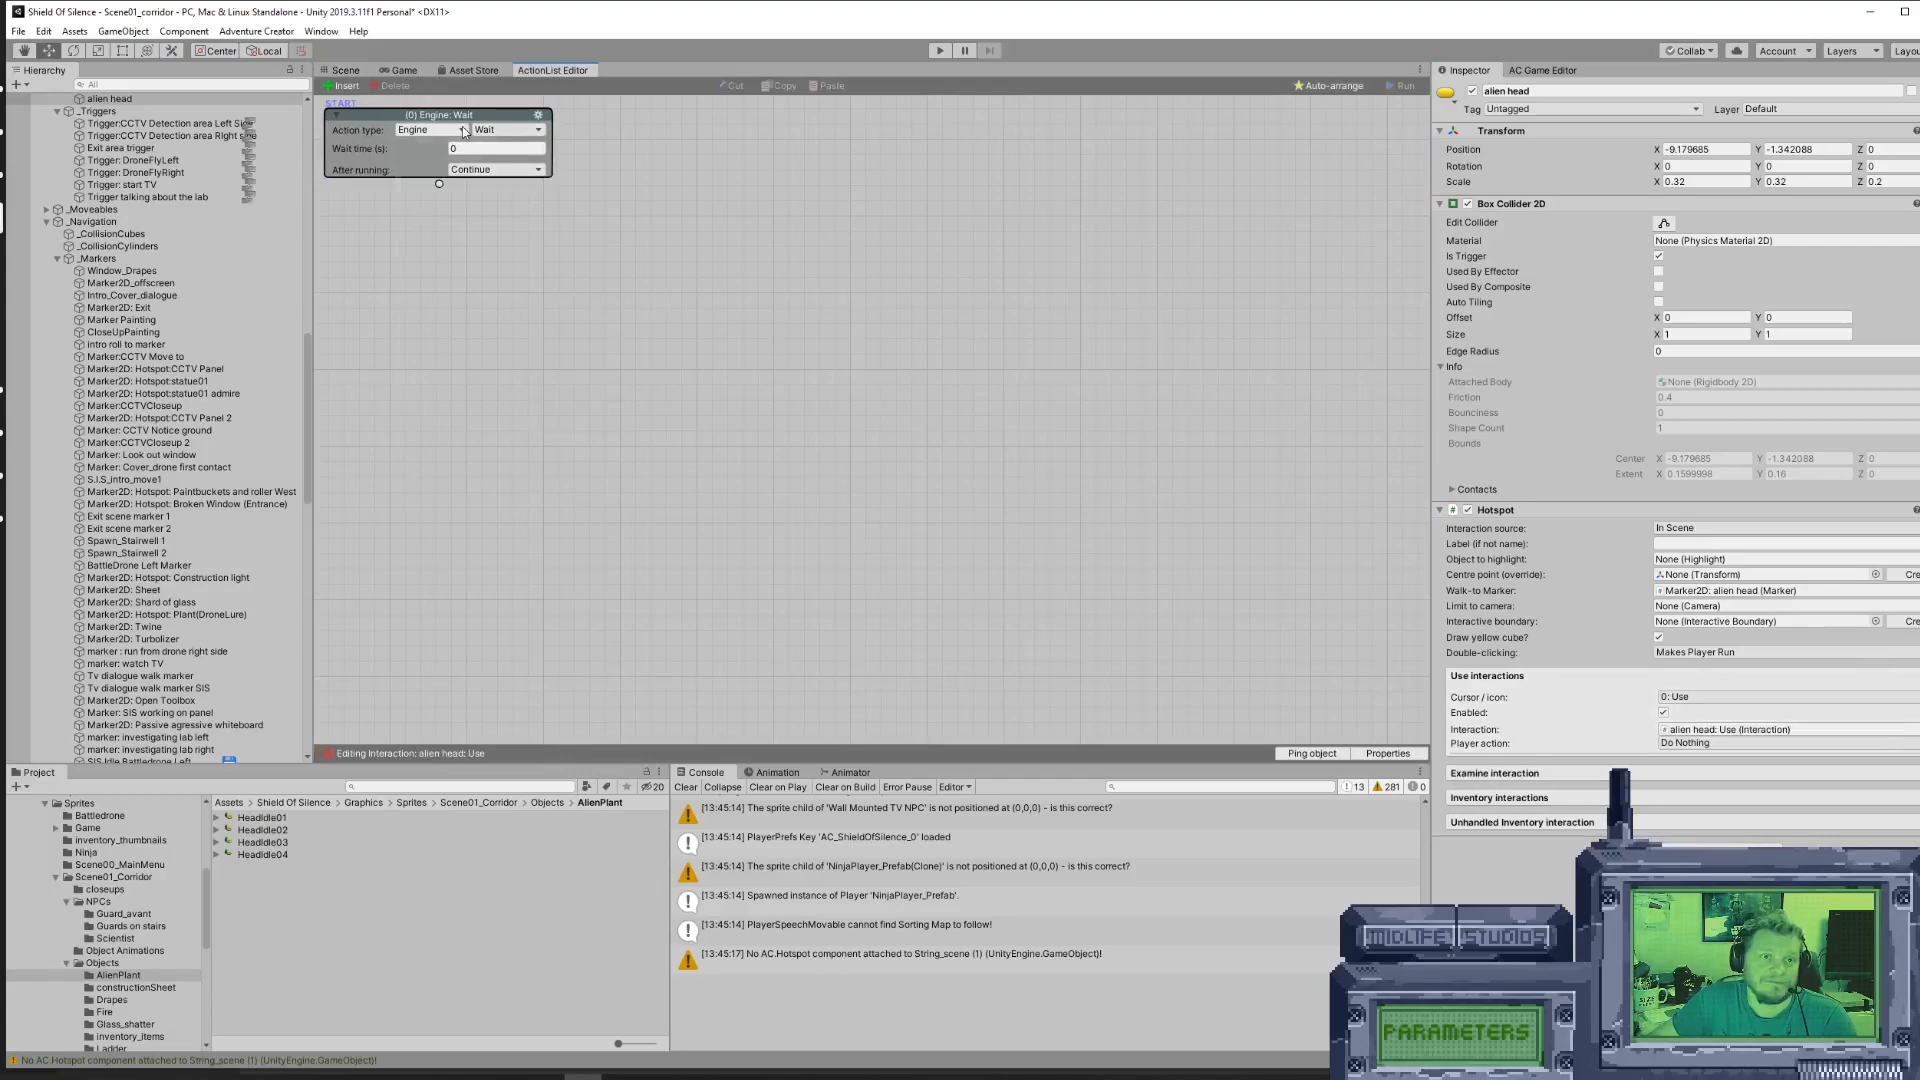 Shield Of Silence - Scene01_corridor - PC, Mac & Linux Standalone - Unity 2019.3.11f1 Personal* <DX11>
File Edit Assets GameObject Component Adventure Creator Window Help
Center Local Collab Account Layers Layou
Hierarchy
All
alien head
_Triggers
Trigger:CCTV Detection area Left Side
Trigger:CCTV Detection area Right side
Exit area trigger
Trigger: DroneFlyLeft
Trigger: DroneFlyRight
Trigger: start TV
Trigger talking about the lab
_Moveables
_Navigation
_CollisionCubes
_CollisionCylinders
_Markers
Window_Drapes
Marker2D_offscreen
Intro_Cover_dialogue
Marker2D: Exit
Marker Painting
CloseUpPainting
intro roll to marker
Marker:CCTV Move to
Marker2D: Hotspot:CCTV Panel
Marker2D: Hotspot:statue01
Marker2D: Hotspot:statue01 admire
Marker:CCTVCloseup
Marker2D: Hotspot:CCTV Panel 2
Marker: CCTV Notice ground
Marker:CCTVCloseup 2
Marker: Look out window
Marker: Cover_drone first contact
S.I.S_intro_move1
Marker2D: Hotspot: Paintbuckets and roller West
Marker2D: Hotspot: Broken Window (Entrance)
Exit scene marker 1
Exit scene marker 2
Spawn_Stairwell 1
Spawn_Stairwell 2
BattleDrone Left Marker
Marker2D: Hotspot: Construction light
Marker2D: Sheet
Marker2D: Shard of glass
Marker2D: Hotspot: Plant(DroneLure)
Marker2D: Twine
Marker2D: Turbolizer
marker : run from drone right side
marker: watch TV
Tv dialogue walk marker
Tv dialogue walk marker SIS
Marker2D: Open Toolbox
Marker: SIS working on panel
Marker2D: Passive agressive whiteboard
marker: investigating lab left
marker: investigating lab right
SIS Idle Battledrone Left
Scene Game Asset Store ActionList Editor
Insert Delete Cut Copy Paste Auto-arrange Run
START
(0) Engine: Wait
Action type: Engine Wait
Wait time (s): 0
After running: Continue
Editing Interaction: alien head: Use Ping object Properties
Inspector AC Game Editor
alien head
Tag Untagged Layer Default
Transform
Position X -9.179685 Y -1.342088 Z 0
Rotation X 0 Y 0 Z 0
Scale X 0.32 Y 0.32 Z 0.2
Box Collider 2D
Edit Collider
Material None (Physics Material 2D)
Is Trigger
Used By Effector
Used By Composite
Auto Tiling
Offset X 0 Y 0
Size X 1 Y 1
Edge Radius 0
Info
Attached Body None (Rigidbody 2D)
Friction 0.4
Bounciness 0
Shape Count 1
Bounds
Center X -9.179685 Y -1.342088 Z 0
Extent X 0.1599998 Y 0.16 Z 0
Contacts
Hotspot
Interaction source: In Scene
Label (if not name):
Object to highlight: None (Highlight)
Centre point (override): None (Transform) Cre
Walk-to Marker: Marker2D: alien head (Marker)
Limit to camera: None (Camera)
Interactive boundary: None (Interactive Boundary) Cre
Draw yellow cube?
Double-clicking: Makes Player Run
Use interactions
Cursor / icon: 0: Use
Enabled:
Interaction: alien head: Use (Interaction)
Player action: Do Nothing
Examine interaction
Inventory interactions
Unhandled Inventory interaction
Project
20
Sprites
Battledrone
Game
inventory_thumbnails
Ninja
Scene00_MainMenu
Scene01_Corridor
closeups
NPCs
Guard_avant
Guards on stairs
Scientist
Object Animations
Objects
AlienPlant
constructionSheet
Drapes
Fire
Glass_shatter
inventory_items
Ladder
Assets > Shield Of Silence > Graphics > Sprites > Scene01_Corridor > Objects > AlienPlant
HeadIdle01
HeadIdle02
HeadIdle03
HeadIdle04
Console Animation Animator
Clear Collapse Clear on Play Clear on Build Error Pause Editor 13 281 0
[13:45:14] The sprite child of 'Wall Mounted TV NPC' is not positioned at (0,0,0) - is this correct?
[13:45:14] PlayerPrefs Key 'AC_ShieldOfSilence_0' loaded
[13:45:14] The sprite child of 'NinjaPlayer_Prefab(Clone)' is not positioned at (0,0,0) - is this correct?
[13:45:14] Spawned instance of Player 'NinjaPlayer_Prefab'.
[13:45:14] PlayerSpeechMovable cannot find Sorting Map to follow!
[13:45:17] No AC.Hotspot component attached to String_scene (1) (UnityEngine.GameObject)!
No AC.Hotspot component attached to String_scene (1) (UnityEngine.GameObject)!
MIDLIFE STUDIOS
PARAMETERS